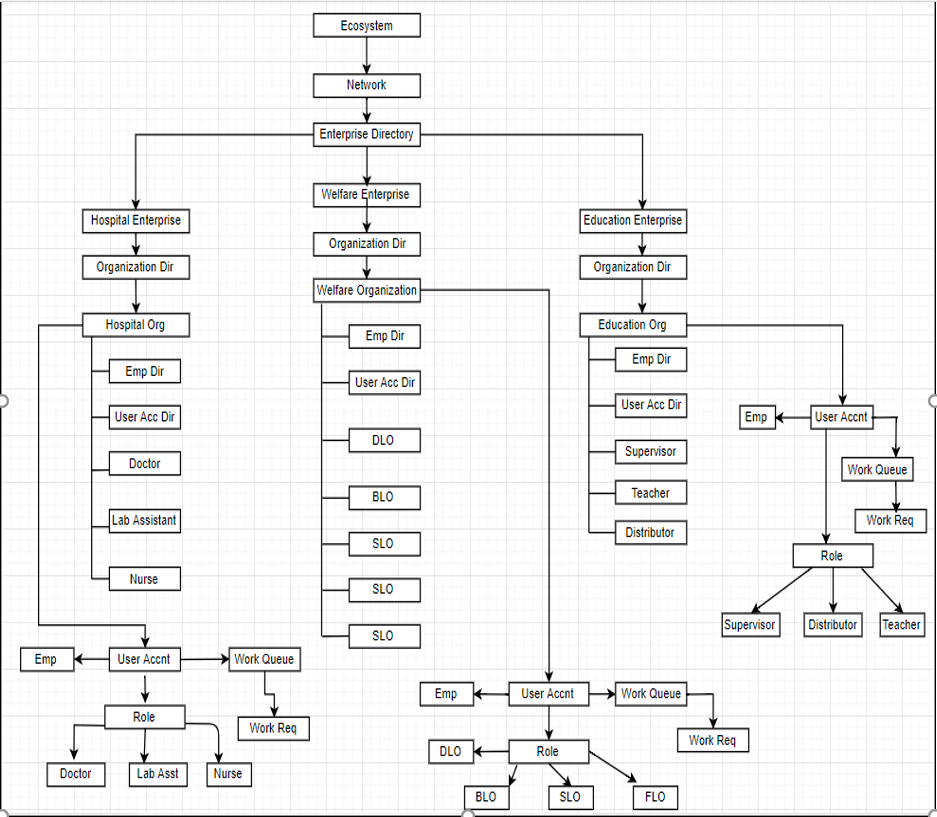 Ecosystem
Network
Enterprise Directory
Welfare Enterprise
Hospital Enterprise
Education Enterprise
Organization Dir
Organization Dir
Organization Dir
Welfare Organization
Hospital Org
Education Org
Emp Dir
Emp Dir
Emp Dir
User Acc Dir
User Acc Dir
User Acc Dir
Emp
User Accnt
DLO
Supervisor
Doctor
Work Queue
Teacher
BLO
Lab Assistant
Work Req
Distributor
SLO
Role
Nurse
SLO
Supervisor
Distributor
Teacher
SLO
Emp
User Accnt
Work Queue
Emp
User Accnt
Work Queue
Role
Work Req
Work Req
DLO
Role
Doctor
Lab Asst
Nurse
BLO
SLO
FLO